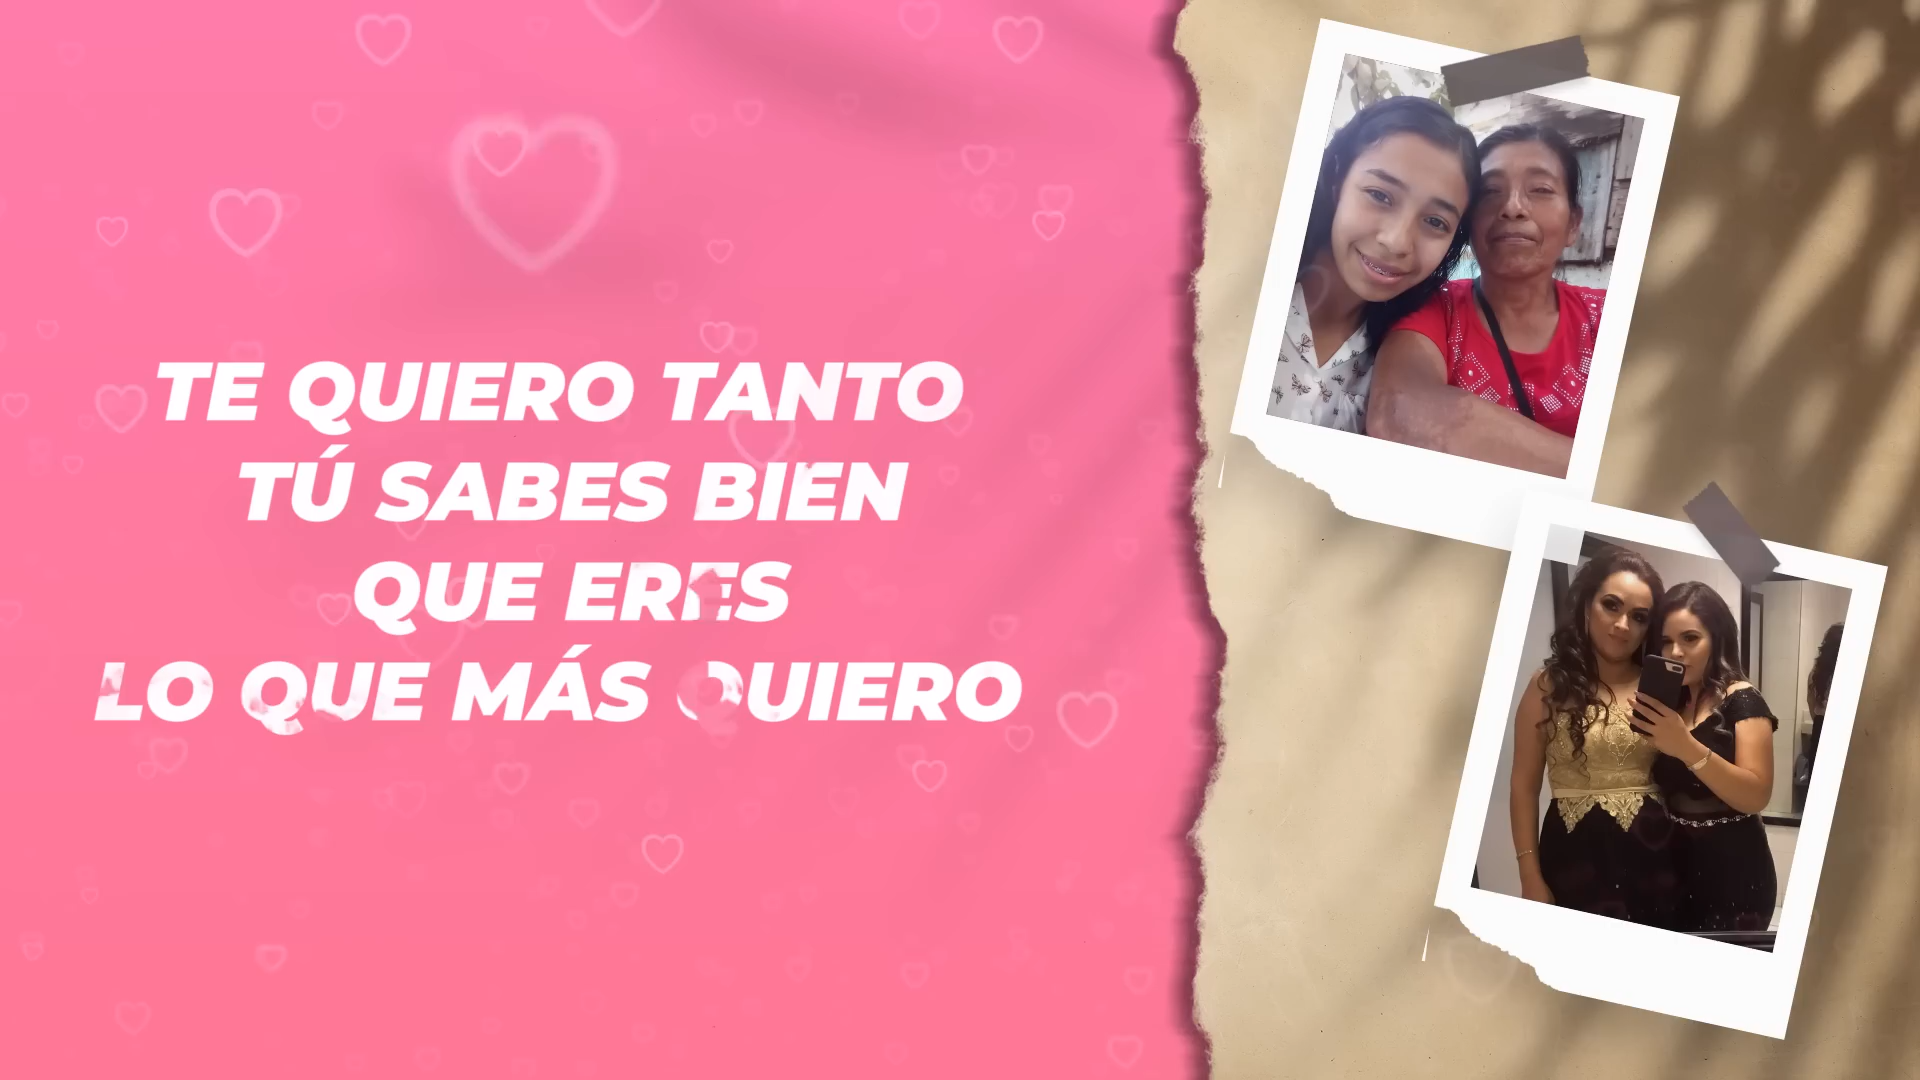 TE QUIERO TANTO
TÚ SABES BIEN
QUE ERES
LO QUE MÁS QUIERO